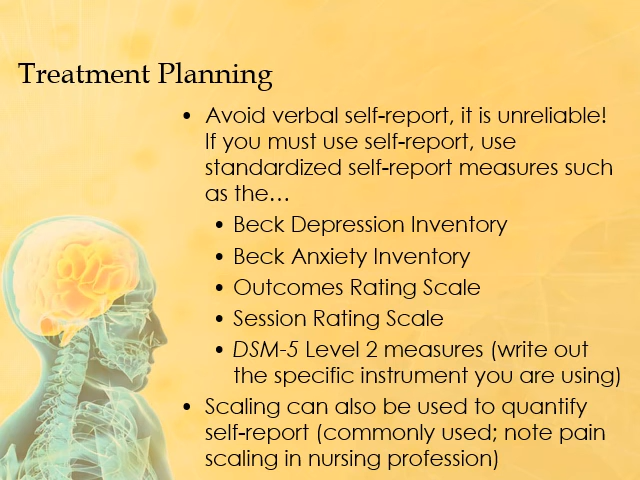 Treatment Planning
• Avoid verbal self-report, it is unreliable!
If you must use self-report, use
standardized self-report measures such
as the…
• Beck Depression Inventory
• Beck Anxiety Inventory
• Outcomes Rating Scale
• Session Rating Scale
• DSM-5 Level 2 measures (write out
the specific instrument you are using)
• Scaling can also be used to quantify
self-report (commonly used; note pain
scaling in nursing profession)